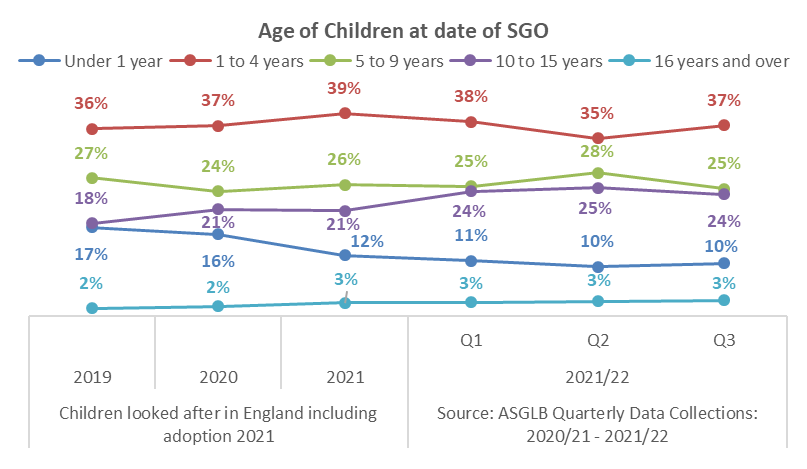 Age of Children at date of SGO
Under 1 year 1 to 4 years 5 to 9 years 10 to 15 years 16 years and over
36% 37% 39% 38% 35% 37%
27% 24% 26% 25% 28% 25%
18% 21% 21% 24% 25% 24%
17% 16% 12% 11% 10% 10%
2% 2% 3% 3% 3% 3%
Q1 Q2 Q3
2019 2020 2021 2021/22
Children looked after in England including
adoption 2021
Source: ASGLB Quarterly Data Collections:
2020/21 - 2021/22